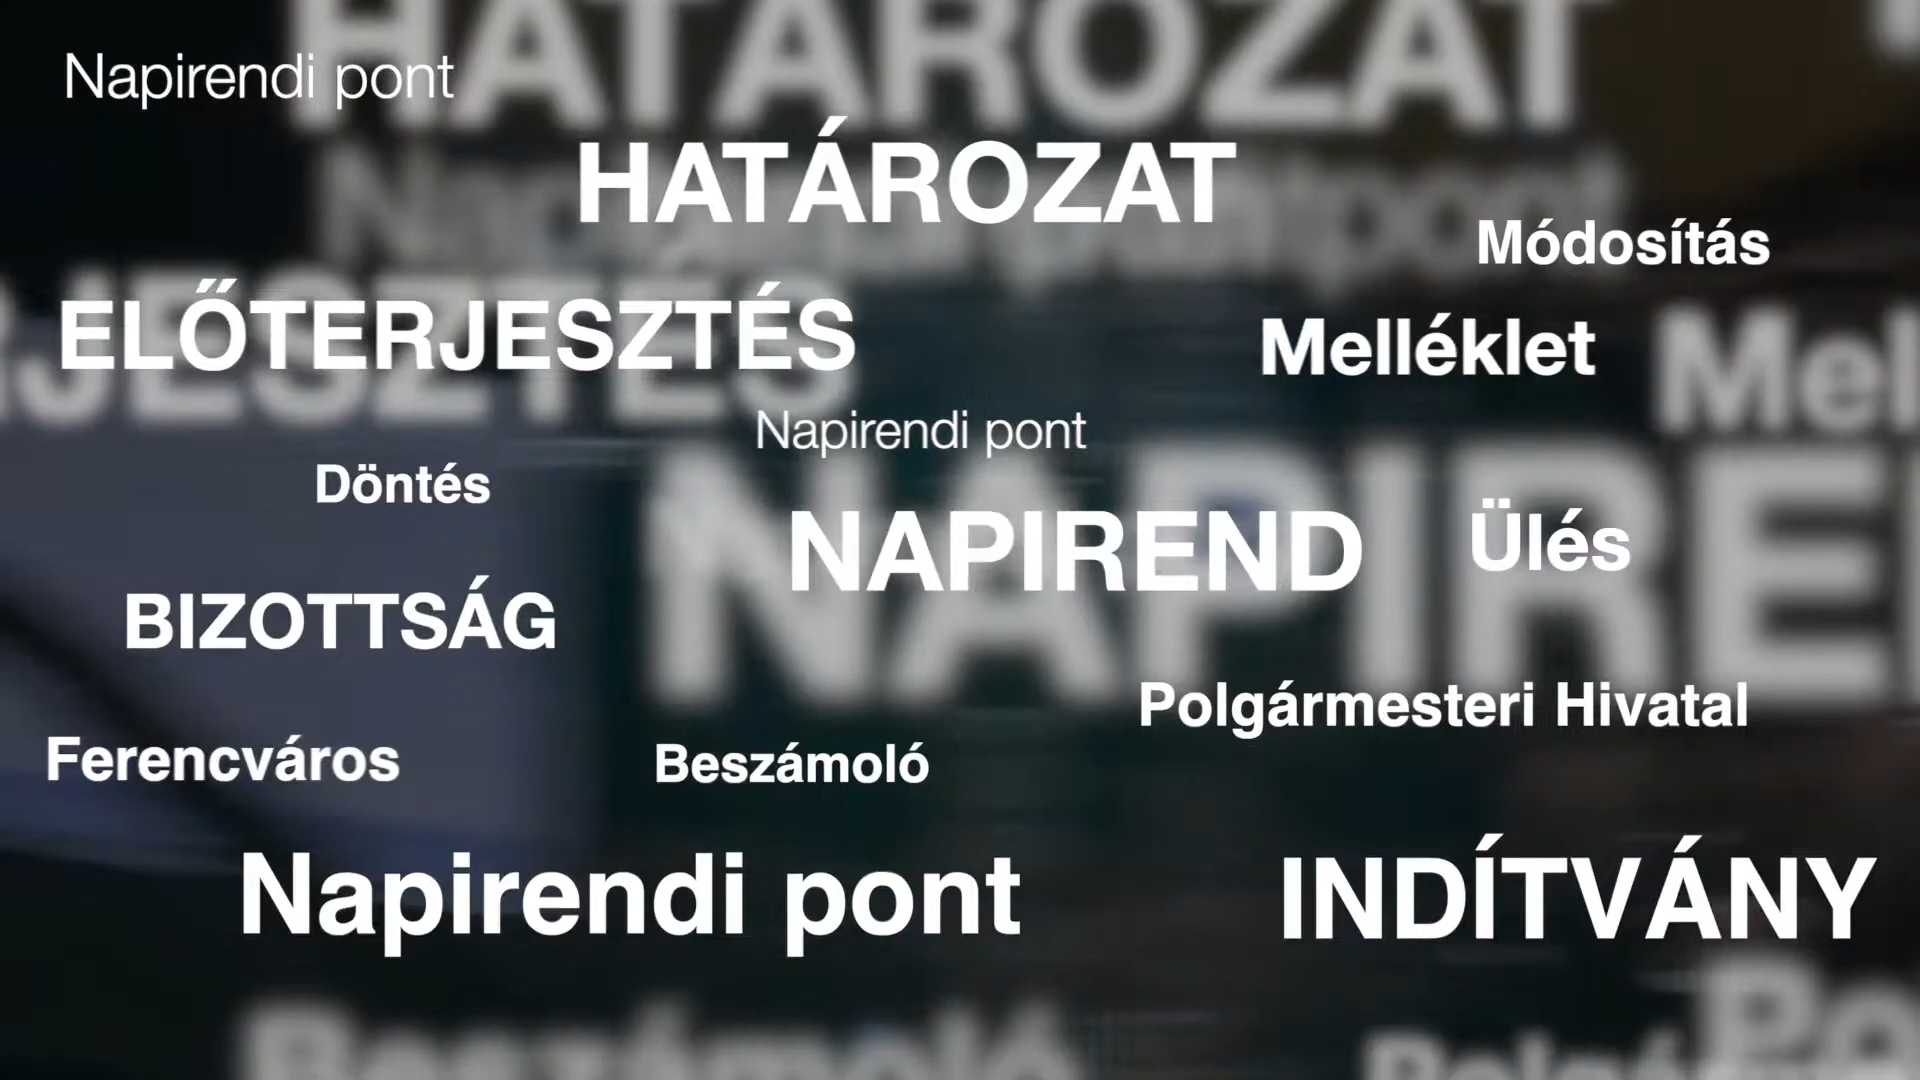 Napirendi pont
HATÁROZAT
Módosítás
ELŐTERJESZTÉS
Melléklet
Napirendi pont
Döntés
NAPIREND
Ülés
BIZOTTSÁG
Polgármesteri Hivatal
Ferencváros
Beszámoló
Napirendi pont
INDÍTVÁNY